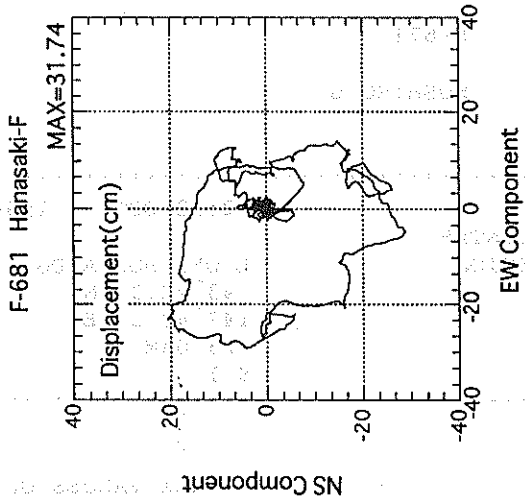 F-681 Hanasaki-F
MAX=31.74
Displacement(cm)
40
20
0
-20
-40
-40 -20 0 20 40
NS Component
EW Component